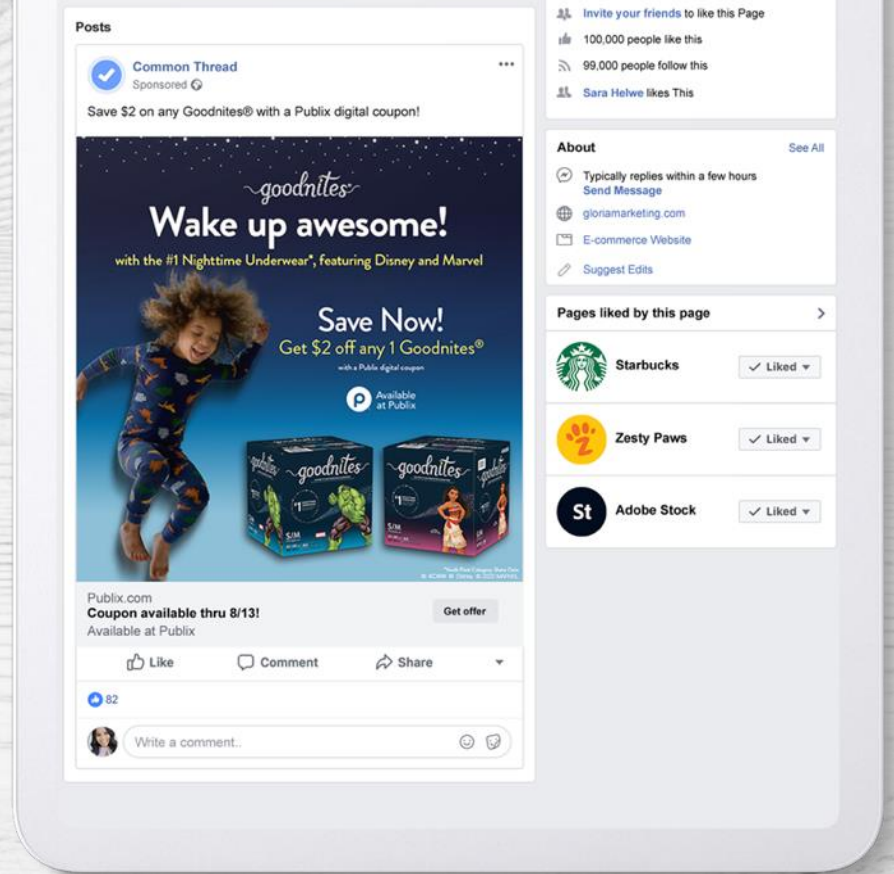 Posts
Common Thread
Sponsored
Save $2 on any Goodnites® with a Publix digital coupon!
goodnites
Wake up awesome!
with the #1 Nighttime Underwear*, featuring Disney and Marvel
Save Now!
Get $2 off any 1 Goodnites®
with a Publix digital coupon
P
Available
at Publix
goodnites
goodnites
#1
S/M
MARVEL
goodnites
goodnites
#1
S/M
Publix.com
Coupon available thru 8/13!
Available at Publix
Get offer
Like
Comment
Share
82
Write a comment..
Invite your friends to like this Page
100,000 people like this
99,000 people follow this
Sara Helwe likes This
About
See All
Typically replies within a few hours
Send Message
gloriamarketing.com
E-commerce Website
Suggest Edits
Pages liked by this page
Starbucks
Liked
Zesty Paws
Liked
St
Adobe Stock
Liked